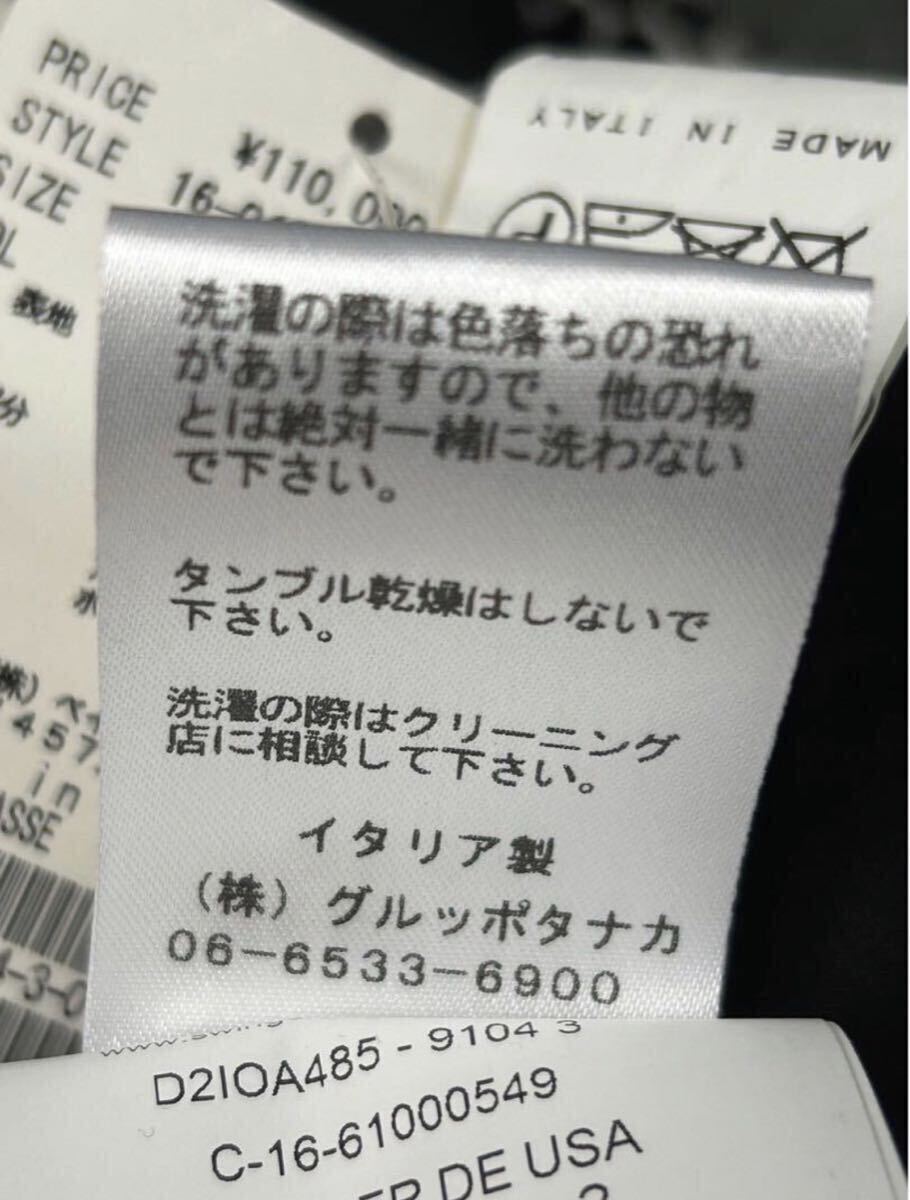 PRICE
¥110,000
STYLE
16-
SIZE
表地
MADE IN ITALY
洗濯の際は色落ちの恐れ
がありますので、他の物
とは絶対一緒に洗わない
で下さい。
タンブル乾燥はしないで
下さい。
洗濯の際はクリーニング
店に相談して下さい。
イタリア製
(株) グルッポタナカ
06-6533-6900
in
D2IOA485 - 9104 3
C-16-61000549
DE USA